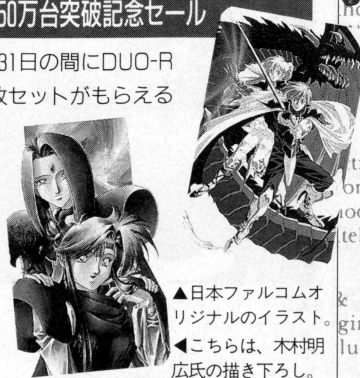 50万台突破記念セール
31日の間にDUO-R
枚セットがもらえる
▲日本ファルコムオ
リジナルのイラスト。
◀こちらは、木村明
広氏の描き下ろし。